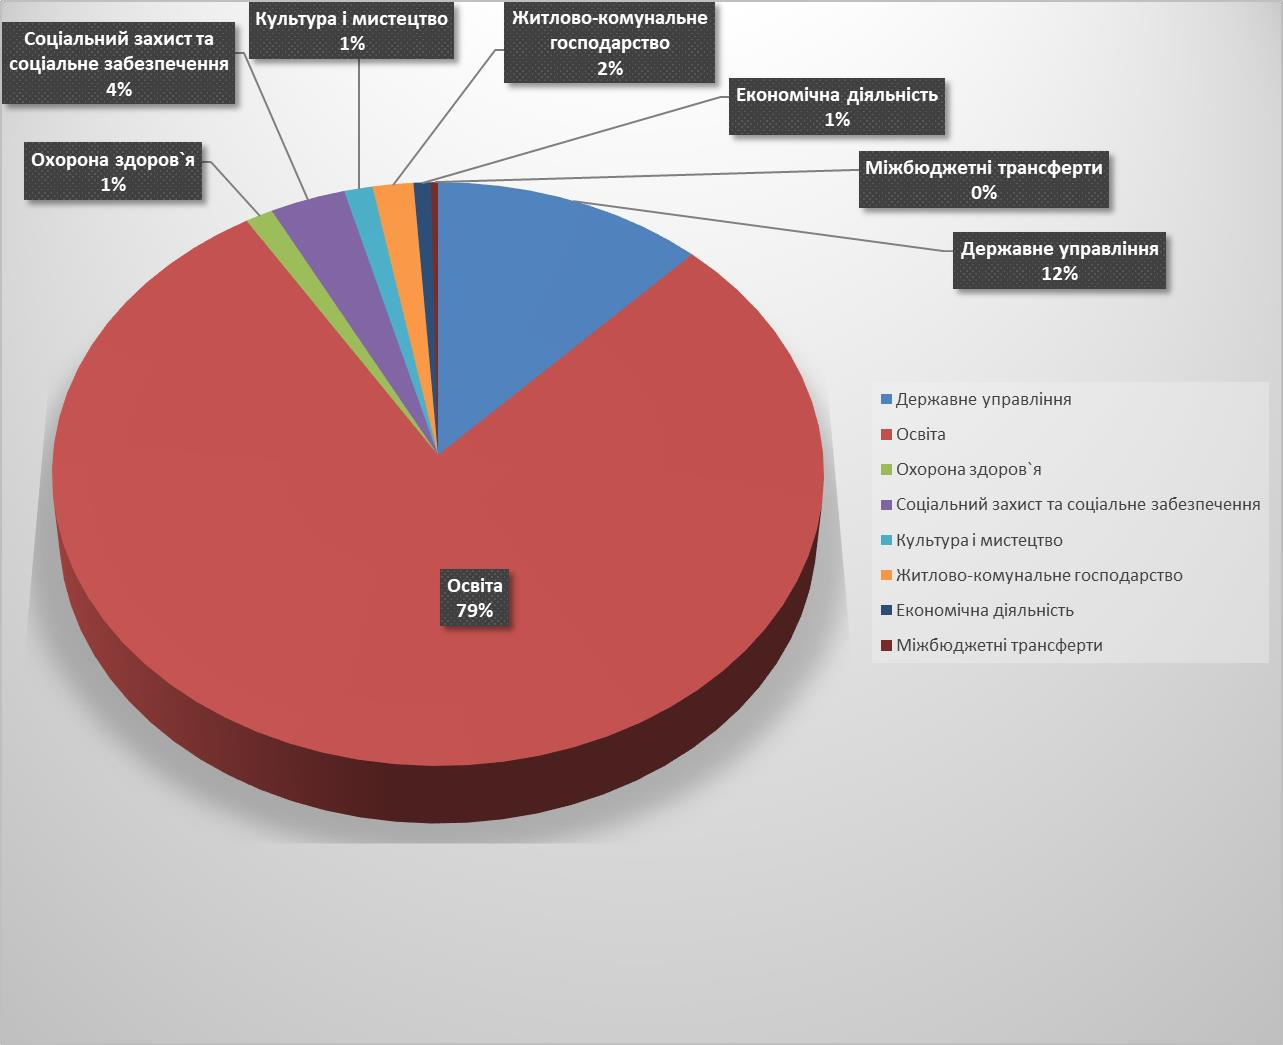 Культура і мистецтво
1%
Житлово-комунальне
господарство
2%
Соціальний захист та
соціальне забезпечення
4%
Економічна діяльність
1%
Охорона здоров`я
1%
Міжбюджетні трансферти
0%
Державне управління
12%
Освіта
79%
Державне управління
Освіта
Охорона здоров`я
Соціальний захист та соціальне забезпечення
Культура і мистецтво
Житлово-комунальне господарство
Економічна діяльність
Міжбюджетні трансферти